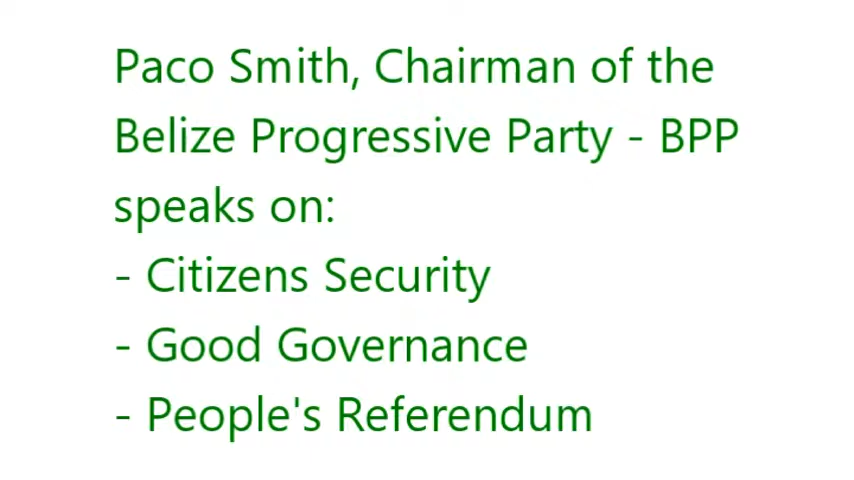 Paco Smith, Chairman of the
Belize Progressive Party - BPP
speaks on:
- Citizens Security
- Good Governance
- People's Referendum